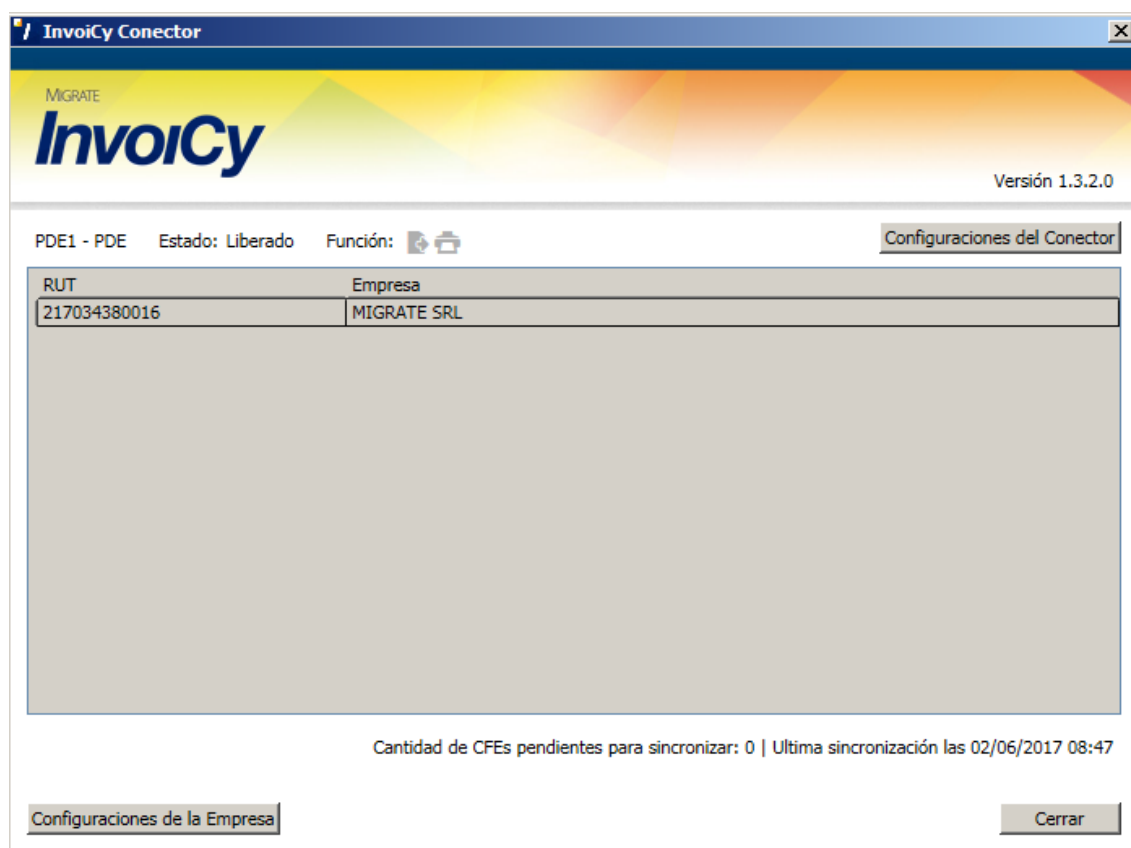 InvoiCy Conector
MIGRATE
InvoiCy
Versión 1.3.2.0
PDE1 - PDE Estado: Liberado Función: Configuraciones del Conector
RUT Empresa
217034380016 MIGRATE SRL
Cantidad de CFEs pendientes para sincronizar: 0 | Ultima sincronización las 02/06/2017 08:47
Configuraciones de la Empresa Cerrar